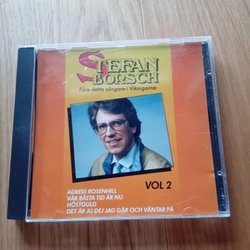 STEFAN
BORSCH
Före detta sångare i Vikingarna
VOL 2
ADRESS ROSENHILL
VÅR BÄSTA TID ÄR NU
HÖSTGULD
DET ÄR JU DEJ JAG GÅR OCH VÄNTAR PÅ